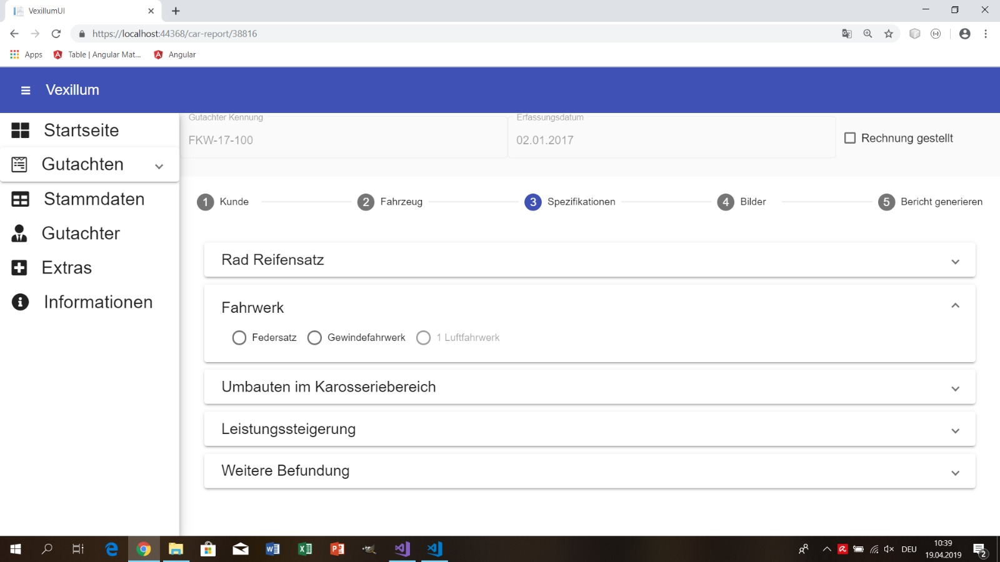 VexillumUI
https://localhost:44368/car-report/38816
Apps
Table | Angular Mat...
Angular
Vexillum
Startseite
Gutachten
Stammdaten
Gutachter
Extras
Informationen
Gutachter Kennung
FKW-17-100
Erfassungsdatum
02.01.2017
Rechnung gestellt
1 Kunde
2 Fahrzeug
3 Spezifikationen
4 Bilder
5 Bericht generieren
Rad Reifensatz
Fahrwerk
Federsatz Gewindefahrwerk 1 Luftfahrwerk
Umbauten im Karosseriebereich
Leistungssteigerung
Weitere Befundung
DEU
10:39
19.04.2019
2